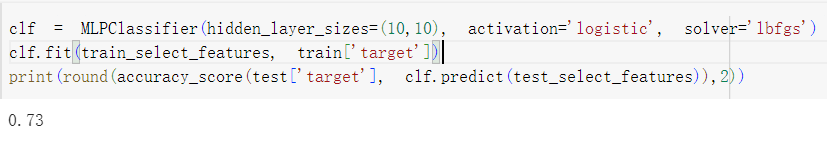 clf = MLPClassifier(hidden_layer_sizes=(10,10), activation='logistic', solver='lbfgs')
clf.fit(train_select_features, train['target'])
print(round(accuracy_score(test['target'], clf.predict(test_select_features)),2))
0.73